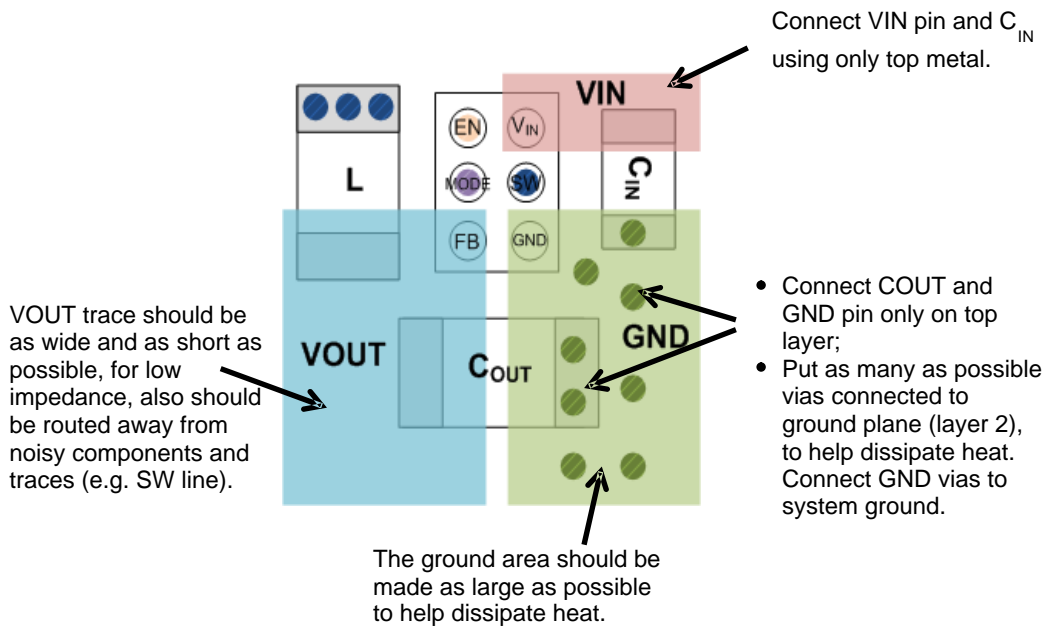 Connect VIN pin and C_IN
using only top metal.
VIN
EN
VIN
L
CIN
MODE
SW
FB
GND
VOUT trace should be
as wide and as short as
possible, for low
impedance, also should
be routed away from
noisy components and
traces (e.g. SW line).
VOUT
COUT
GND
• Connect COUT and
GND pin only on top
layer;
• Put as many as possible
vias connected to
ground plane (layer 2),
to help dissipate heat.
Connect GND vias to
system ground.
The ground area should be
made as large as possible
to help dissipate heat.